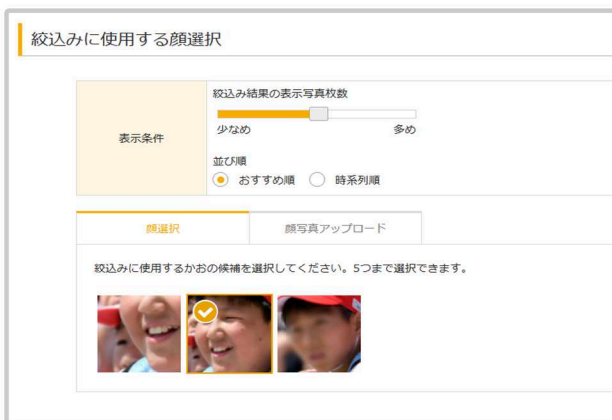 絞込みに使用する顔選択
絞込み結果の表示写真枚数
表示条件
少なめ 多め
並び順
おすすめ順 時系列順
顔選択 顔写真アップロード
絞込みに使用するかおの候補を選択してください。5つまで選択できます。